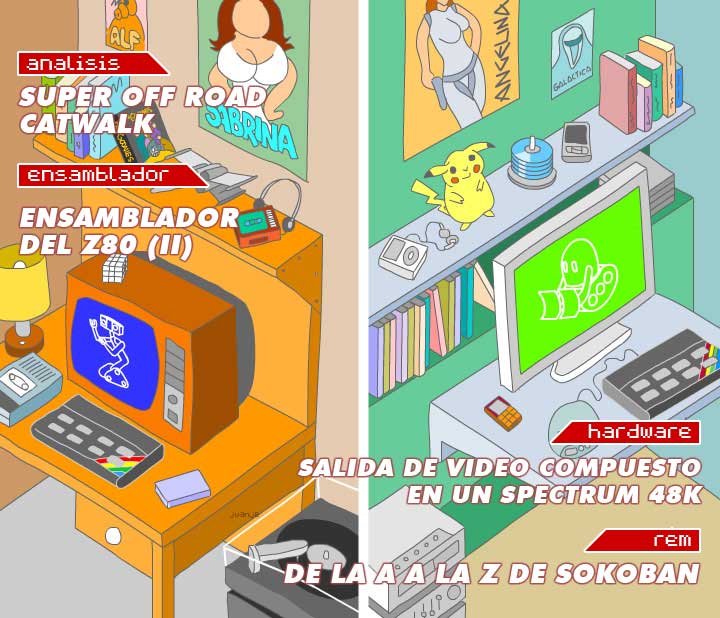 ALF
SABRINA
analisis
SUPER OFF ROAD
CATWALK
ensamblador
ENSAMBLADOR
DEL Z80 (II)
ANGELINA
GALACTICA
hardware
SALIDA DE VIDEO COMPUESTO
EN UN SPECTRUM 48K
juanje
rem
DE LA A A LA Z DE SOKOBAN